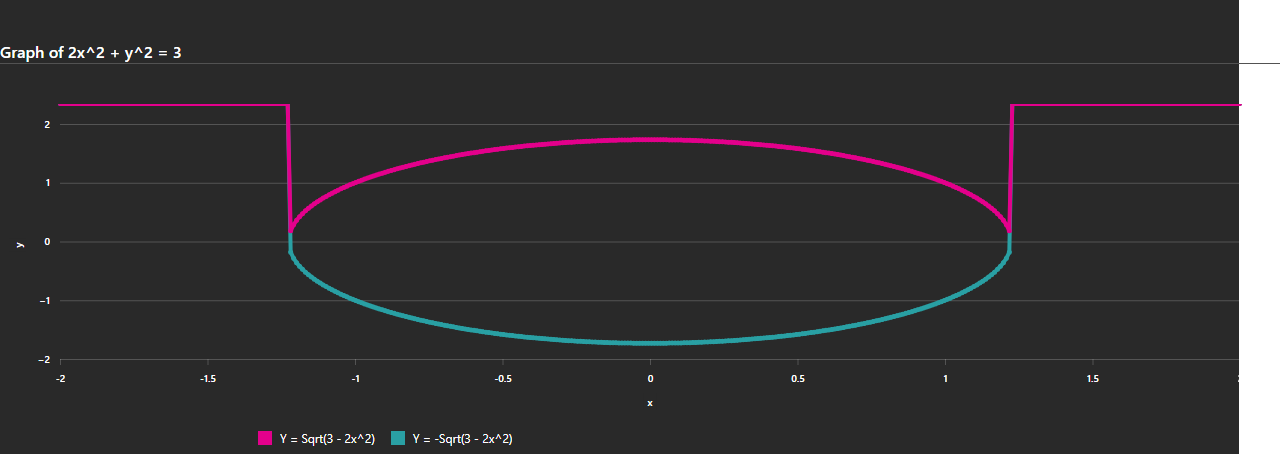 Graph of 2x^2 + y^2 = 3
2
1
y
0
−1
−2
-2 -1.5 -1 -0.5 0 0.5 1 1.5
x
Y = Sqrt(3 - 2x^2) Y = -Sqrt(3 - 2x^2)